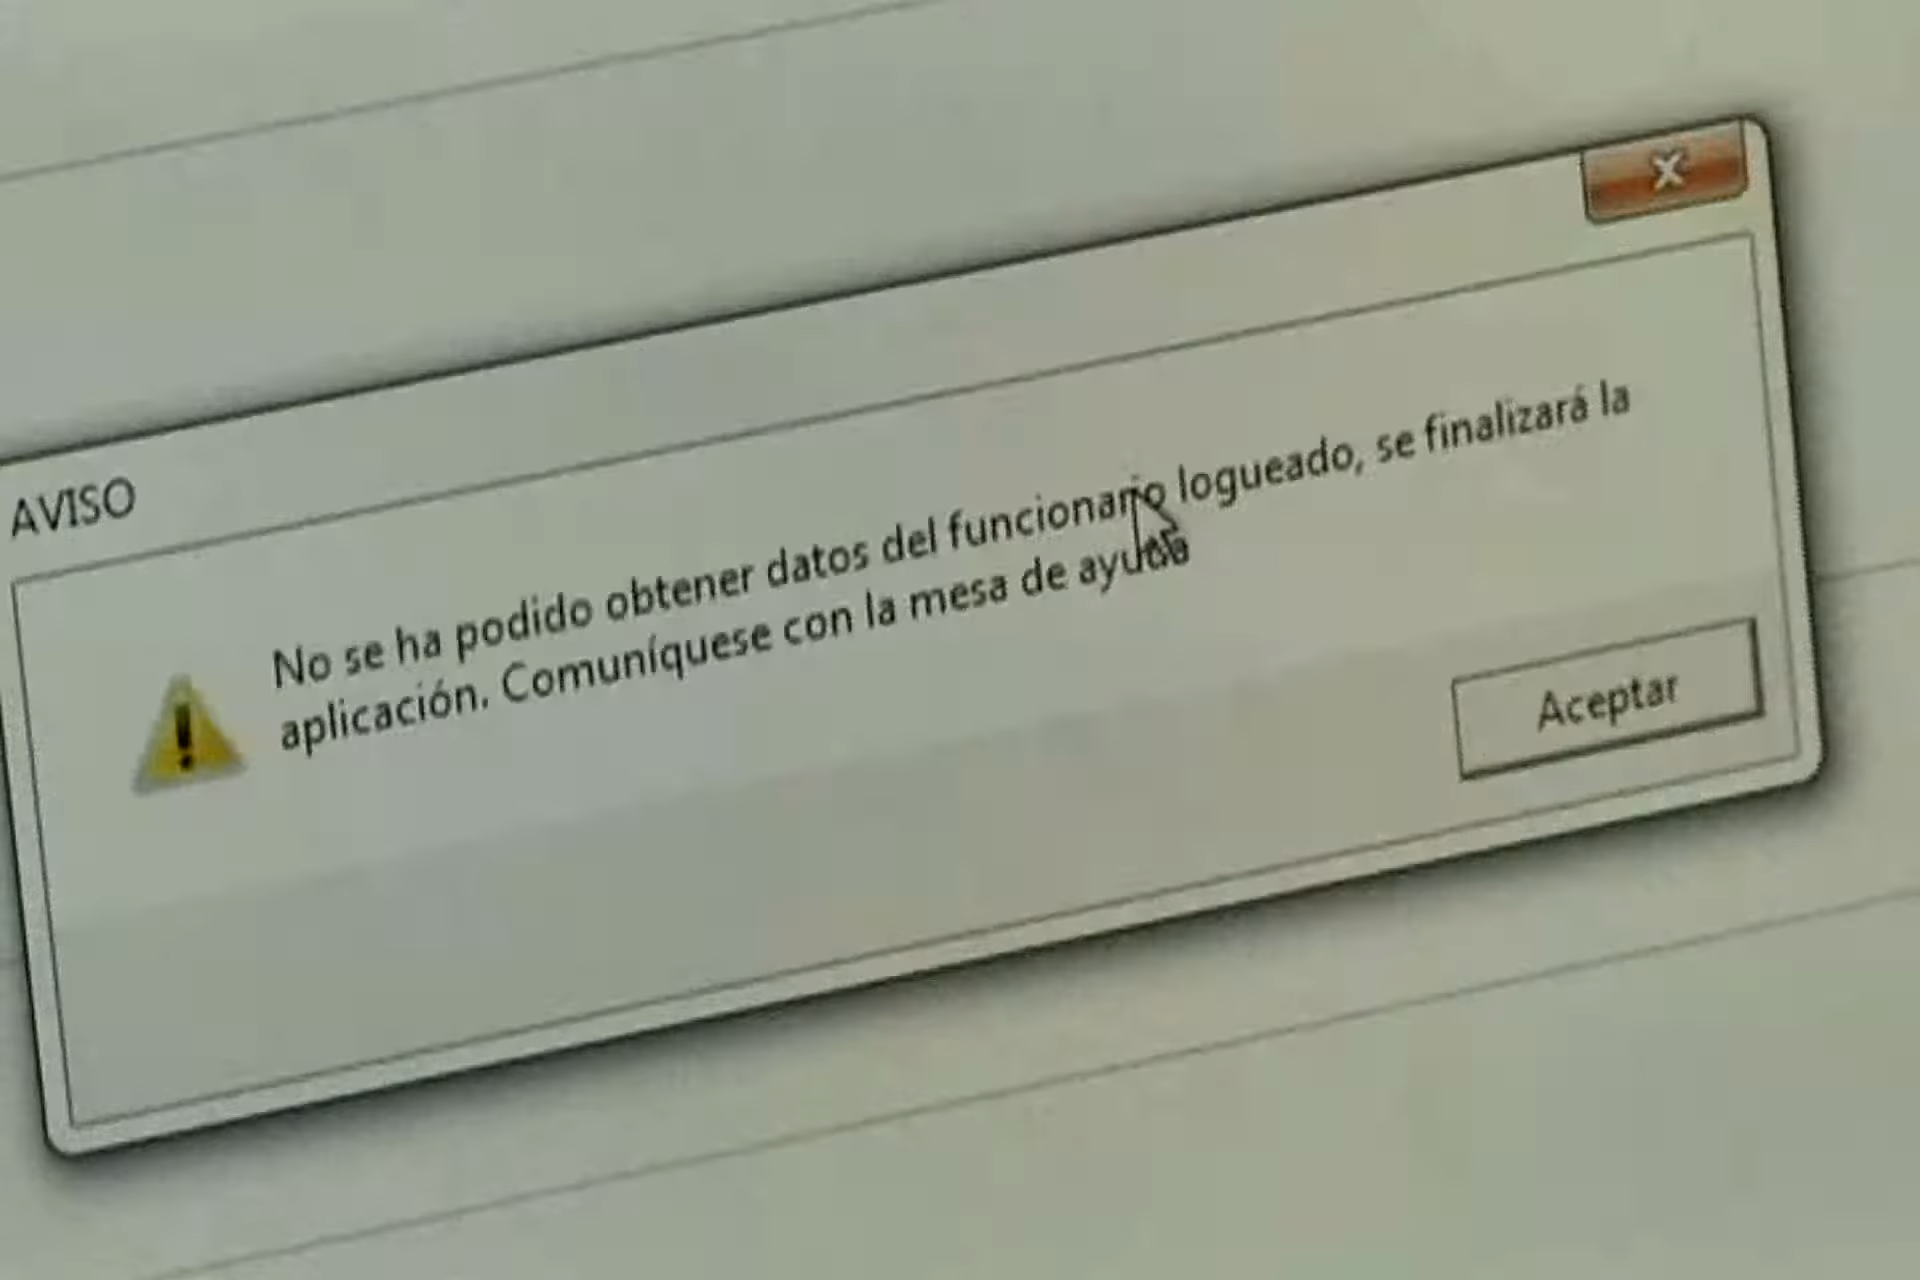 AVISO
No se ha podido obtener datos del funcionario logueado, se finalizará la
aplicación. Comuníquese con la mesa de ayuda
Aceptar